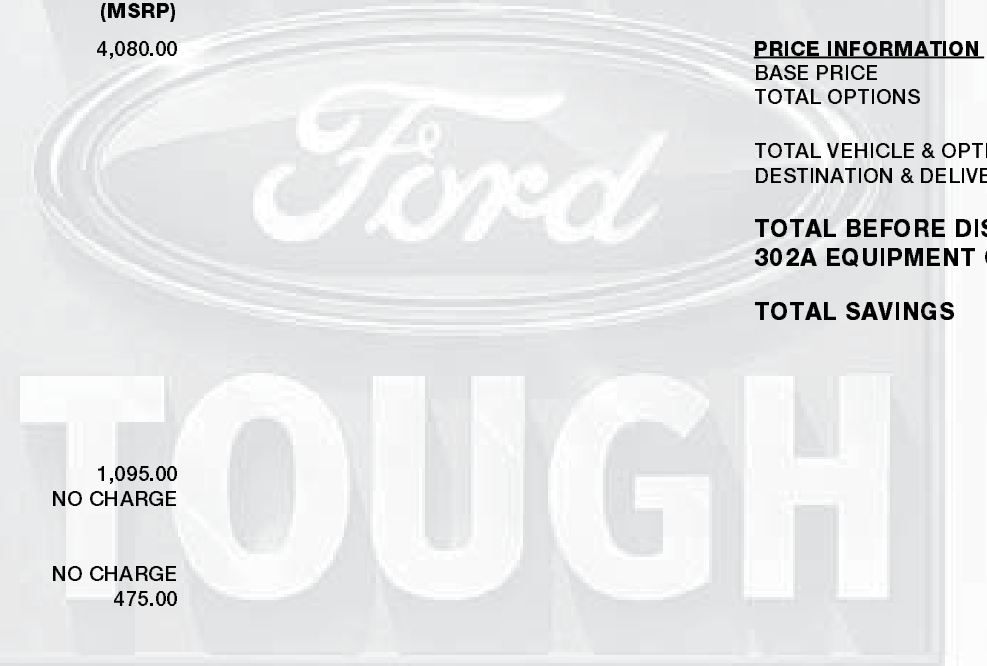 (MSRP)
4,080.00
PRICE INFORMATION
BASE PRICE
TOTAL OPTIONS
TOTAL VEHICLE & OPTI
DESTINATION & DELIVE
TOTAL BEFORE DIS
302A EQUIPMENT
TOTAL SAVINGS
Ford
TOUGH
1,095.00
NO CHARGE
NO CHARGE
475.00